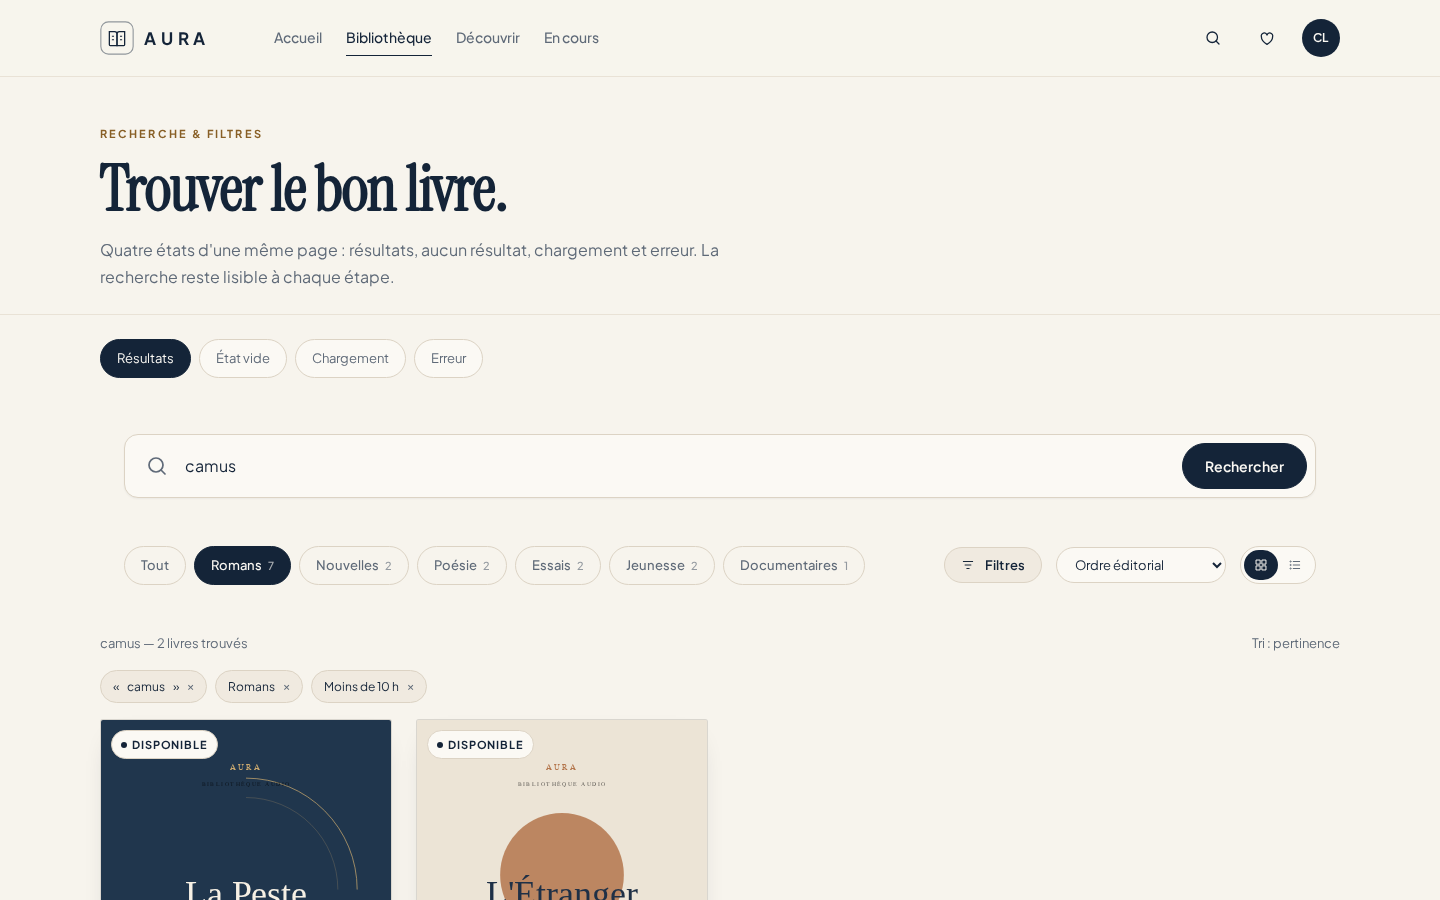 AURA
Accueil Bibliothèque Découvrir En cours
CL
RECHERCHE & FILTRES
Trouver le bon livre.
Quatre états d'une même page : résultats, aucun résultat, chargement et erreur. La
recherche reste lisible à chaque étape.
Résultats État vide Chargement Erreur
camus
Rechercher
Tout Romans 7 Nouvelles 2 Poésie 2 Essais 2 Jeunesse 2 Documentaires 1
Filtres Ordre éditorial
camus — 2 livres trouvés
Tri : pertinence
« camus » × Romans × Moins de 10 h ×
DISPONIBLE
AURA
BIBLIOTHÈQUE AUDIO
La Peste
DISPONIBLE
AURA
BIBLIOTHÈQUE AUDIO
L'Étranger